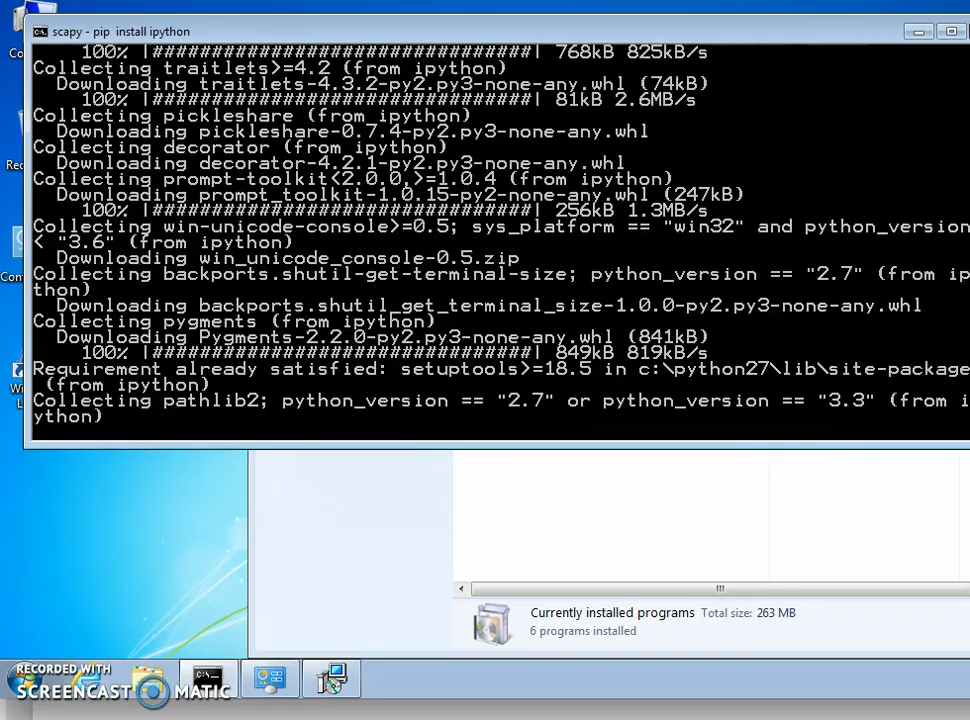 scapy - pip install ipython
100% |################################| 768kB 825kB/s
Collecting traitlets>=4.2 (from ipython)
Downloading traitlets-4.3.2-py2.py3-none-any.whl (74kB)
100% |################################| 81kB 2.6MB/s
Collecting pickleshare (from ipython)
Downloading pickleshare-0.7.4-py2.py3-none-any.whl
Collecting decorator (from ipython)
Downloading decorator-4.2.1-py2.py3-none-any.whl
Collecting prompt-toolkit<2.0.0,>=1.0.4 (from ipython)
Downloading prompt_toolkit-1.0.15-py2-none-any.whl (247kB)
100% |################################| 256kB 1.3MB/s
Collecting win-unicode-console>=0.5; sys_platform == "win32" and python_version
< "3.6" (from ipython)
Downloading win_unicode_console-0.5.zip
Collecting backports.shutil-get-terminal-size; python_version == "2.7" (from ip
thon)
Downloading backports.shutil_get_terminal_size-1.0.0-py2.py3-none-any.whl
Collecting pygments (from ipython)
Downloading Pygments-2.2.0-py2.py3-none-any.whl (841kB)
100% |################################| 849kB 819kB/s
Requirement already satisfied: setuptools>=18.5 in c:\python27\lib\site-package
(from ipython)
Collecting pathlib2; python_version == "2.7" or python_version == "3.3" (from i
ython)
Currently installed programs Total size: 263 MB
6 programs installed
RECORDED WITH
SCREENCAST MATIC